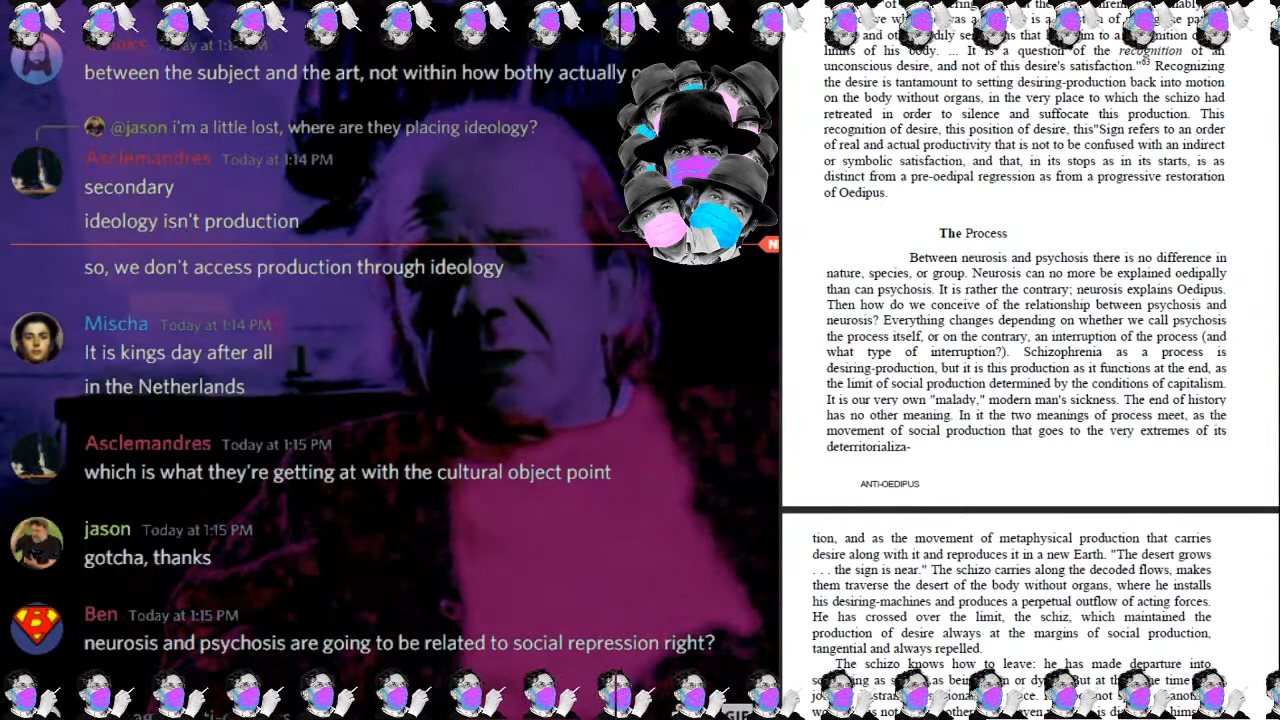 Today at 1:14 PM
between the subject and the art, not within how bothy actually
@jason i'm a little lost, where are they placing ideology?
Asclemandres Today at 1:14 PM
secondary
ideology isn't production
so, we don't access production through ideology
Mischa Today at 1:14 PM
It is kings day after all
in the Netherlands
Asclemandres Today at 1:15 PM
which is what they're getting at with the cultural object point
jason Today at 1:15 PM
gotcha, thanks
Ben Today at 1:15 PM
neurosis and psychosis are going to be related to social repression right?
limits of his body. ... It is a question of the recognition of an
unconscious desire, and not of this desire's satisfaction."63 Recognizing
the desire is tantamount to setting desiring-production back into motion
on the body without organs, in the very place to which the schizo had
retreated in order to silence and suffocate this production. This
recognition of desire, this position of desire, this"Sign refers to an order
of real and actual productivity that is not to be confused with an indirect
or symbolic satisfaction, and that, in its stops as in its starts, is as
distinct from a pre-oedipal regression as from a progressive restoration
of Oedipus.
The Process
Between neurosis and psychosis there is no difference in
nature, species, or group. Neurosis can no more be explained oedipally
than can psychosis. It is rather the contrary; neurosis explains Oedipus.
Then how do we conceive of the relationship between psychosis and
neurosis? Everything changes depending on whether we call psychosis
the process itself, or on the contrary, an interruption of the process (and
what type of interruption?). Schizophrenia as a process is
desiring-production, but it is this production as it functions at the end, as
the limit of social production determined by the conditions of capitalism.
It is our very own "malady," modern man's sickness. The end of history
has no other meaning. In it the two meanings of process meet, as the
movement of social production that goes to the very extremes of its
deterritorializa-
ANTI-OEDIPUS
tion, and as the movement of metaphysical production that carries
desire along with it and reproduces it in a new Earth. "The desert grows
. . . the sign is near." The schizo carries along the decoded flows, makes
them traverse the desert of the body without organs, where he installs
his desiring-machines and produces a perpetual outflow of acting forces.
He has crossed over the limit, the schiz, which maintained the
production of desire always at the margins of social production,
tangential and always repelled.
The schizo knows how to leave: he has made departure into